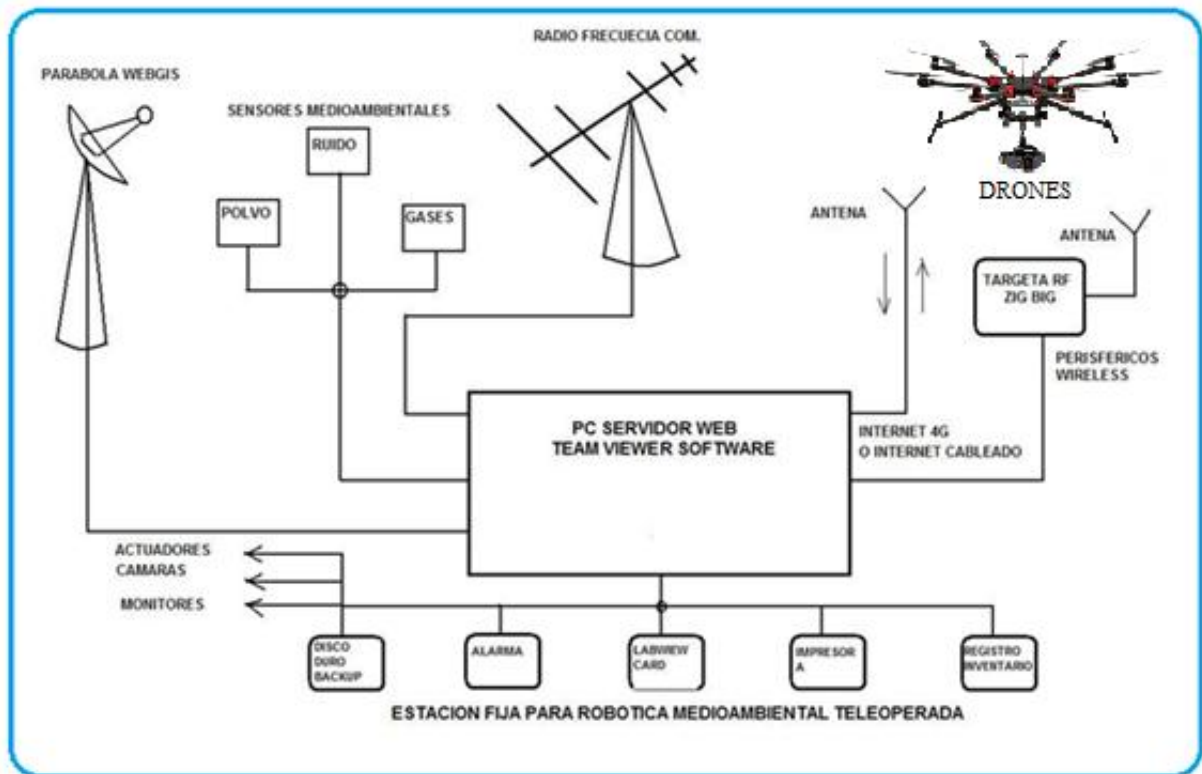 RADIO FRECUECIA COM.
PARABOLA WEBGIS
SENSORES MEDIOAMBIENTALES
RUIDO
POLVO
GASES
DRONES
ANTENA
ANTENA
TARGETA RF
ZIG BIG
PERISFERICOS
WIRELESS
PC SERVIDOR WEB
TEAM VIEWER SOFTWARE
INTERNET 4G
O INTERNET CABLEADO
ACTUADORES
CAMARAS
MONITORES
DISCO
DURO
BACKUP
ALARMA
LABVIEW
CARD
IMPRESOR
A
REGISTRO
INVENTARIO
ESTACION FIJA PARA ROBOTICA MEDIOAMBIENTAL TELEOPERADA